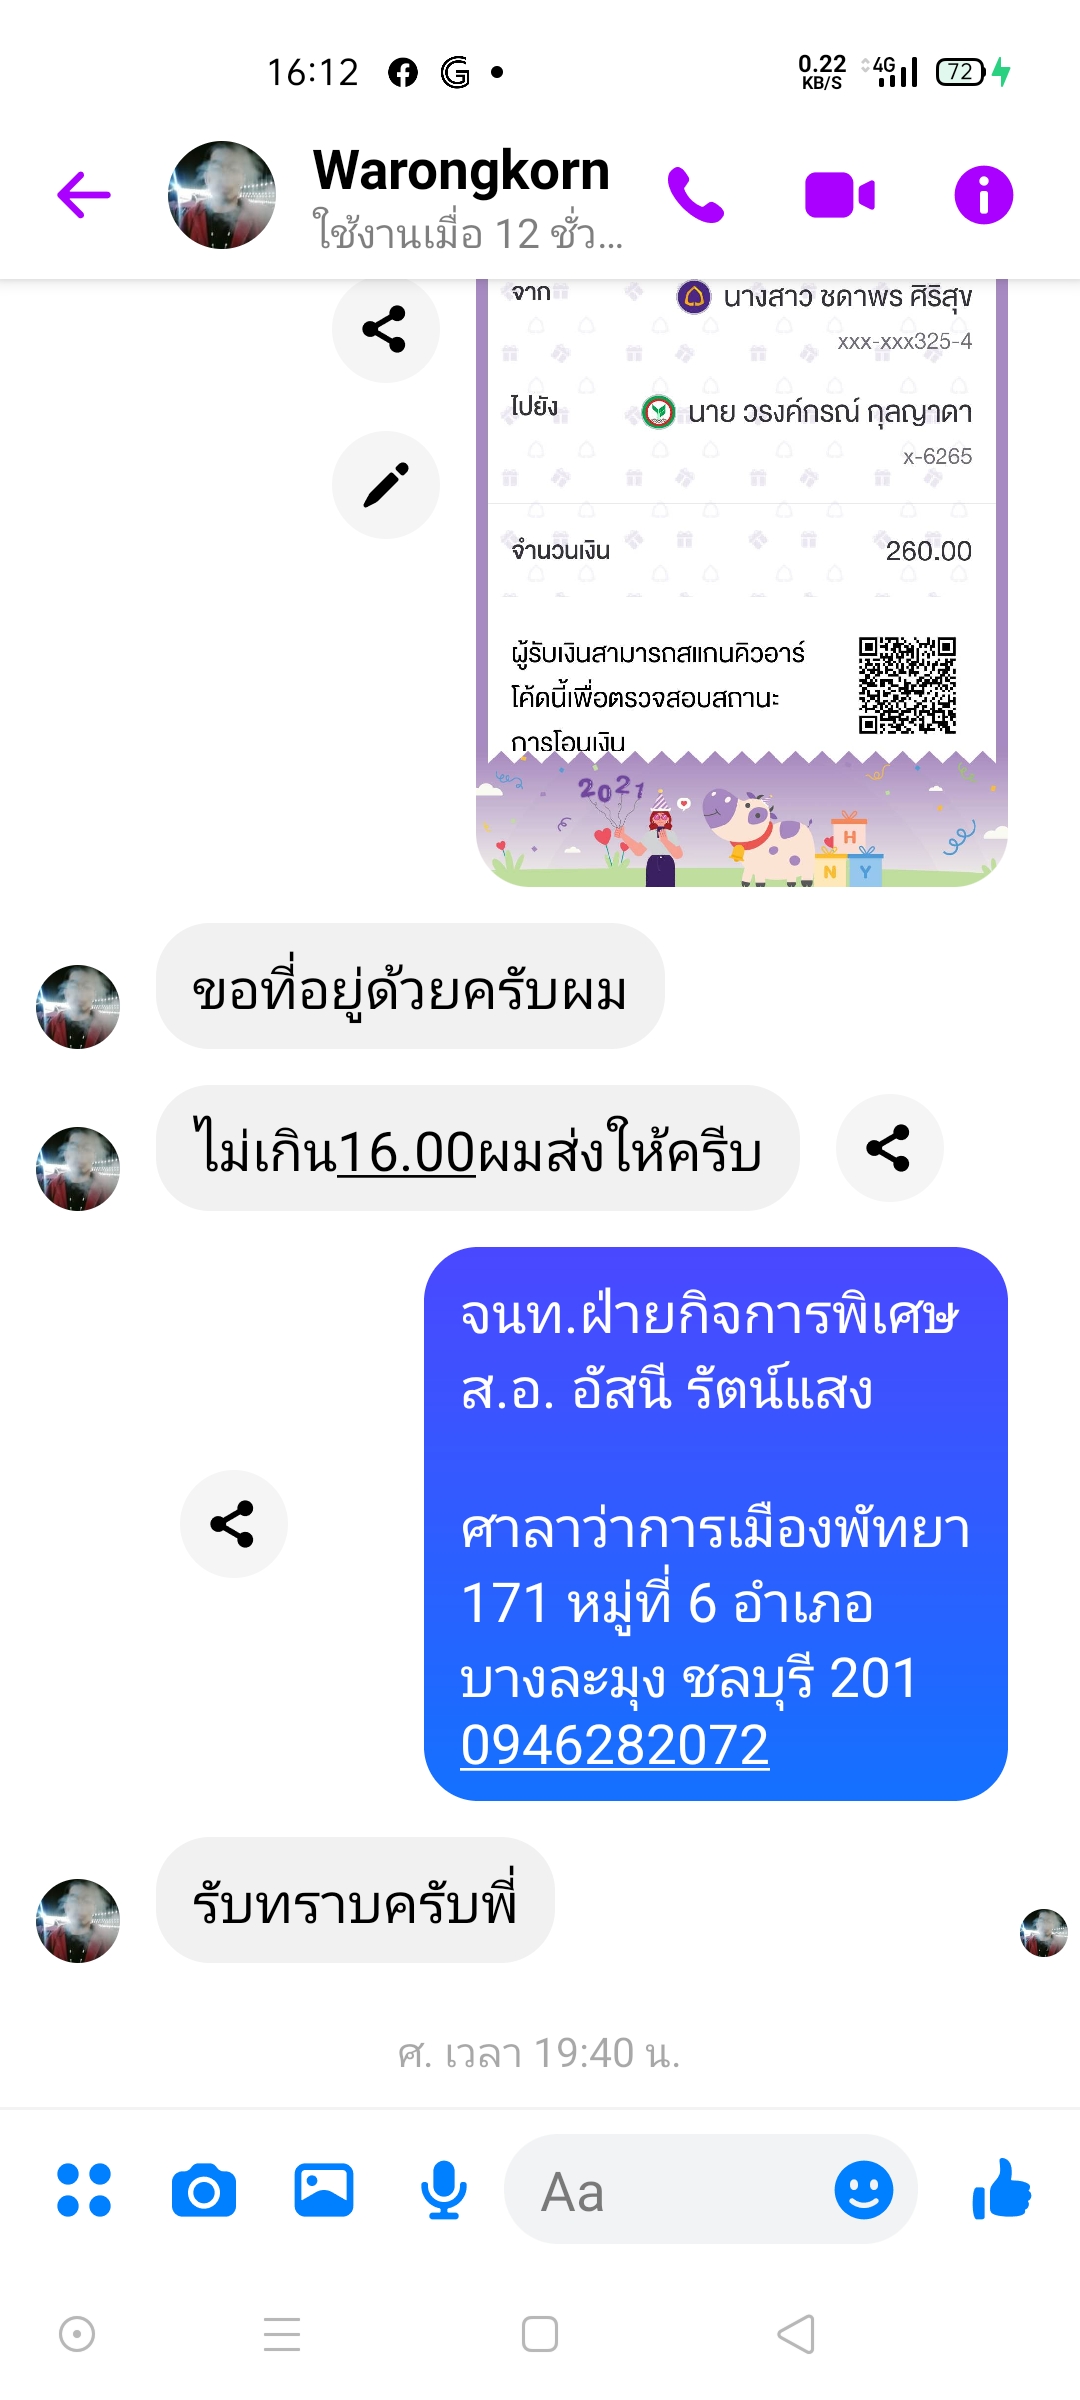 16:12
0.22
KB/S
4G
72
Warongkorn
ใช้งานเมื่อ 12 ชั่ว...
จาก
นางสาว ชดาพร ศิริสุข
xxx-xxx325-4
ไปยัง
นาย วรงค์กรณ์ กุลญาดา
x-6265
จำนวนเงิน
260.00
ผู้รับเงินสามารถสแกนคิวอาร์
โค้ดนี้เพื่อตรวจสอบสถานะ
การโอนเงิน
2021
H
N Y
ขอที่อยู่ด้วยครับผม
ไม่เกิน16.00ผมส่งให้ครีบ
จนท.ฝ่ายกิจการพิเศษ
ส.อ. อัสนี รัตน์แสง
ศาลาว่าการเมืองพัทยา
171 หมู่ที่ 6 อำเภอ
บางละมุง ชลบุรี 201
0946282072
รับทราบครับพี่
ศ. เวลา 19:40 น.
Aa